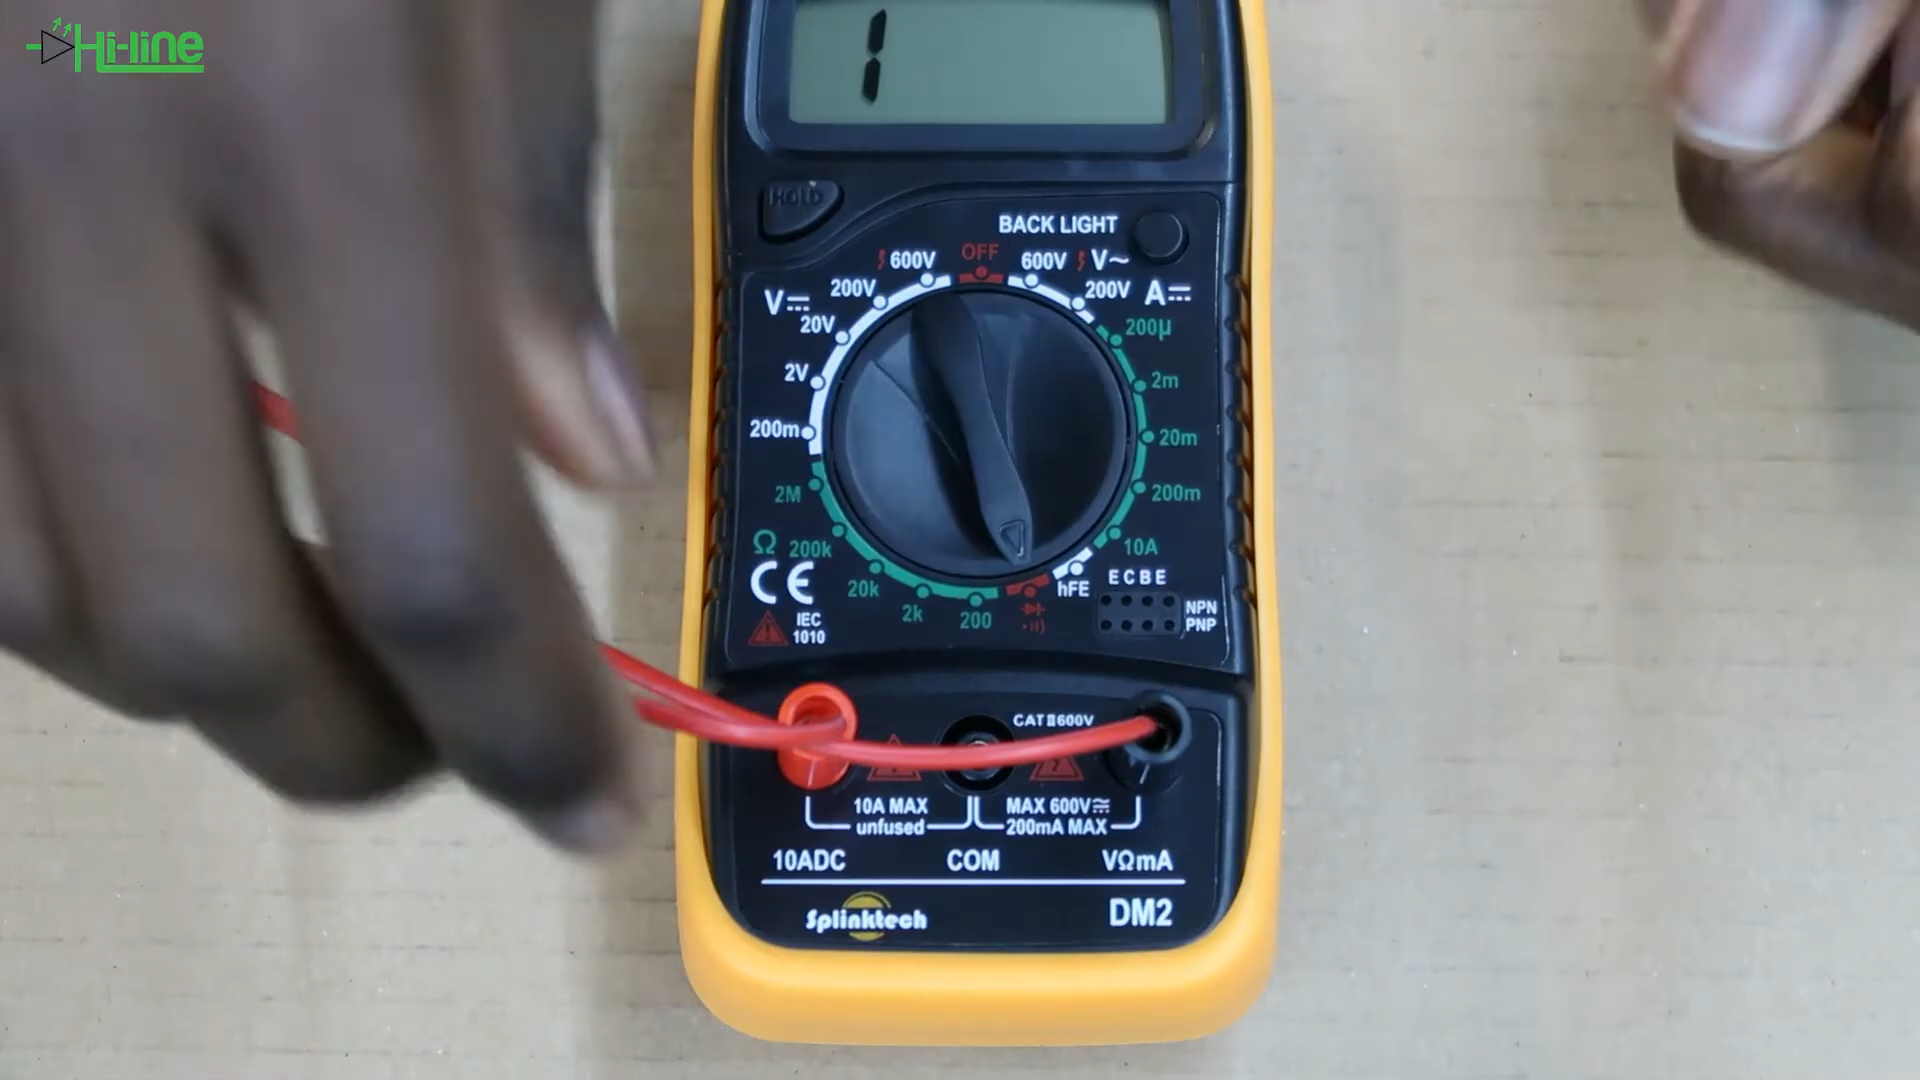 Hi-line
1
HOLD
BACK LIGHT
OFF
600V
600V V~
200V
200V A
V
20V
200µ
2V
2m
200m
20m
2M
200m
Ω 200k
10A
CE
20k
2k
200
hFE
E C B E
NPN
PNP
IEC
1010
CAT II 600V
10A MAX
unfused
MAX 600V
200mA MAX
10ADC COM VΩmA
Splinktech
DM2